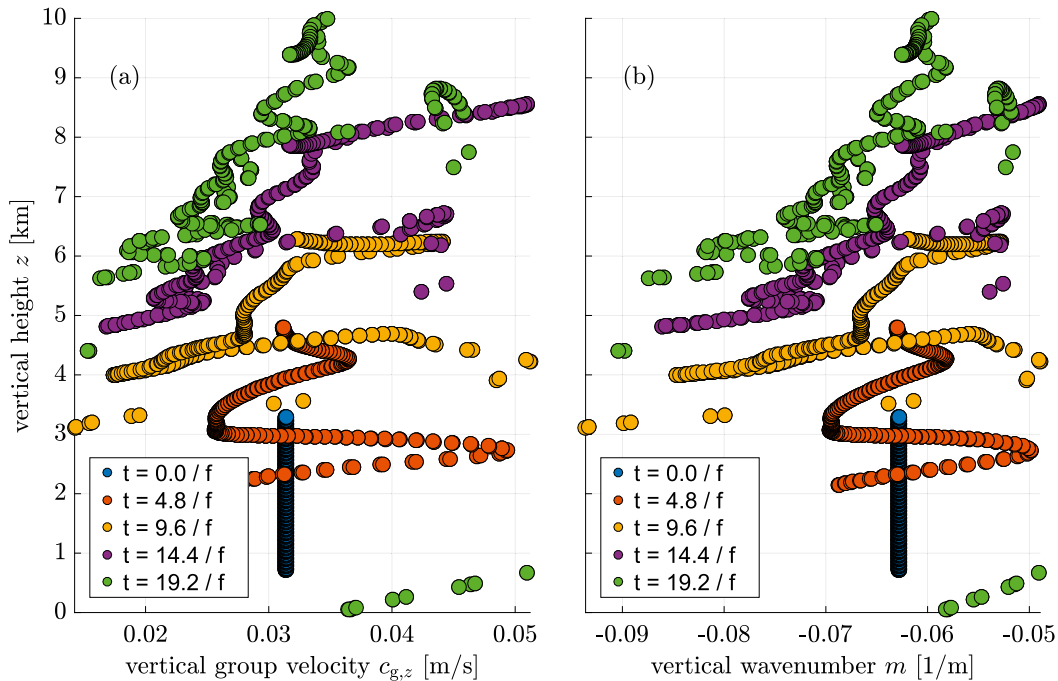 (a)
10
9
8
7
6
5
4
3
2
1
0
vertical height z [km]
t = 0.0 / f
t = 4.8 / f
t = 9.6 / f
t = 14.4 / f
t = 19.2 / f
0.02
0.03
0.04
0.05
vertical group velocity c_{g,z} [m/s]
(b)
t = 0.0 / f
t = 4.8 / f
t = 9.6 / f
t = 14.4 / f
t = 19.2 / f
-0.09
-0.08
-0.07
-0.06
-0.05
vertical wavenumber m [1/m]